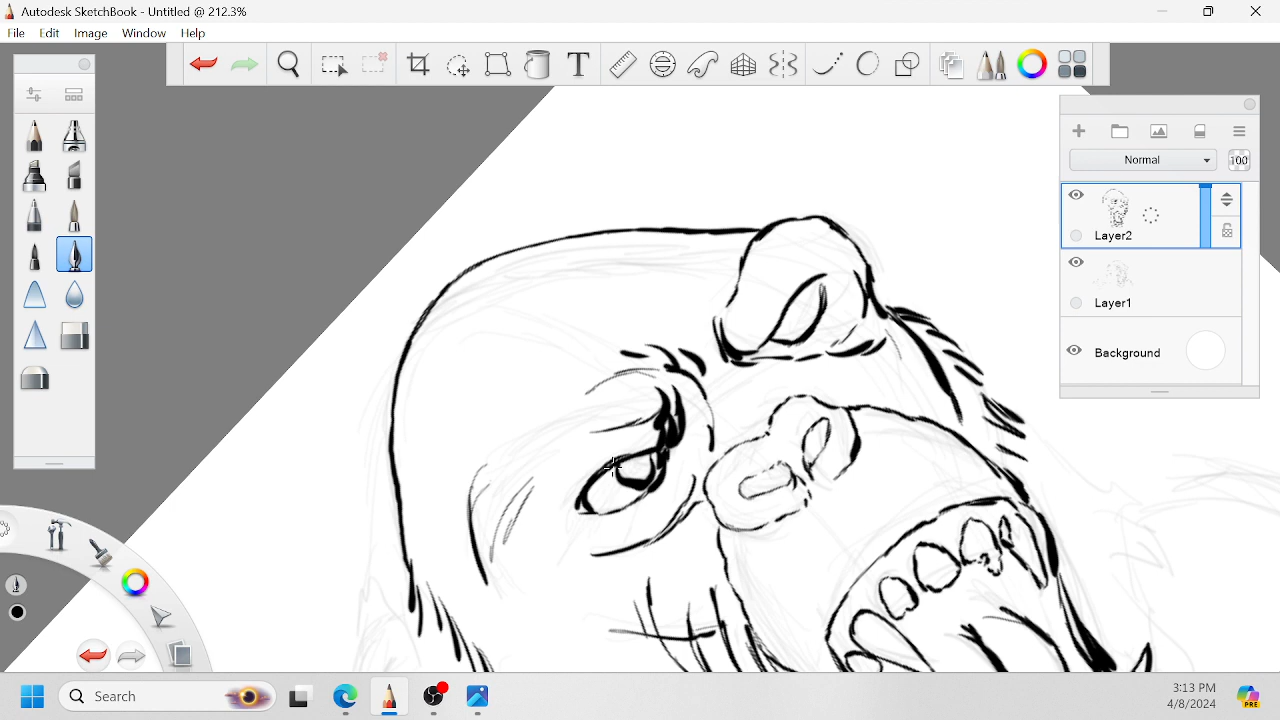 Autodesk SketchBook - Untitled @ 212.3%
File Edit Image Window Help
Normal
100
Layer2
Layer1
Background
Search
3:13 PM
4/8/2024
PRE